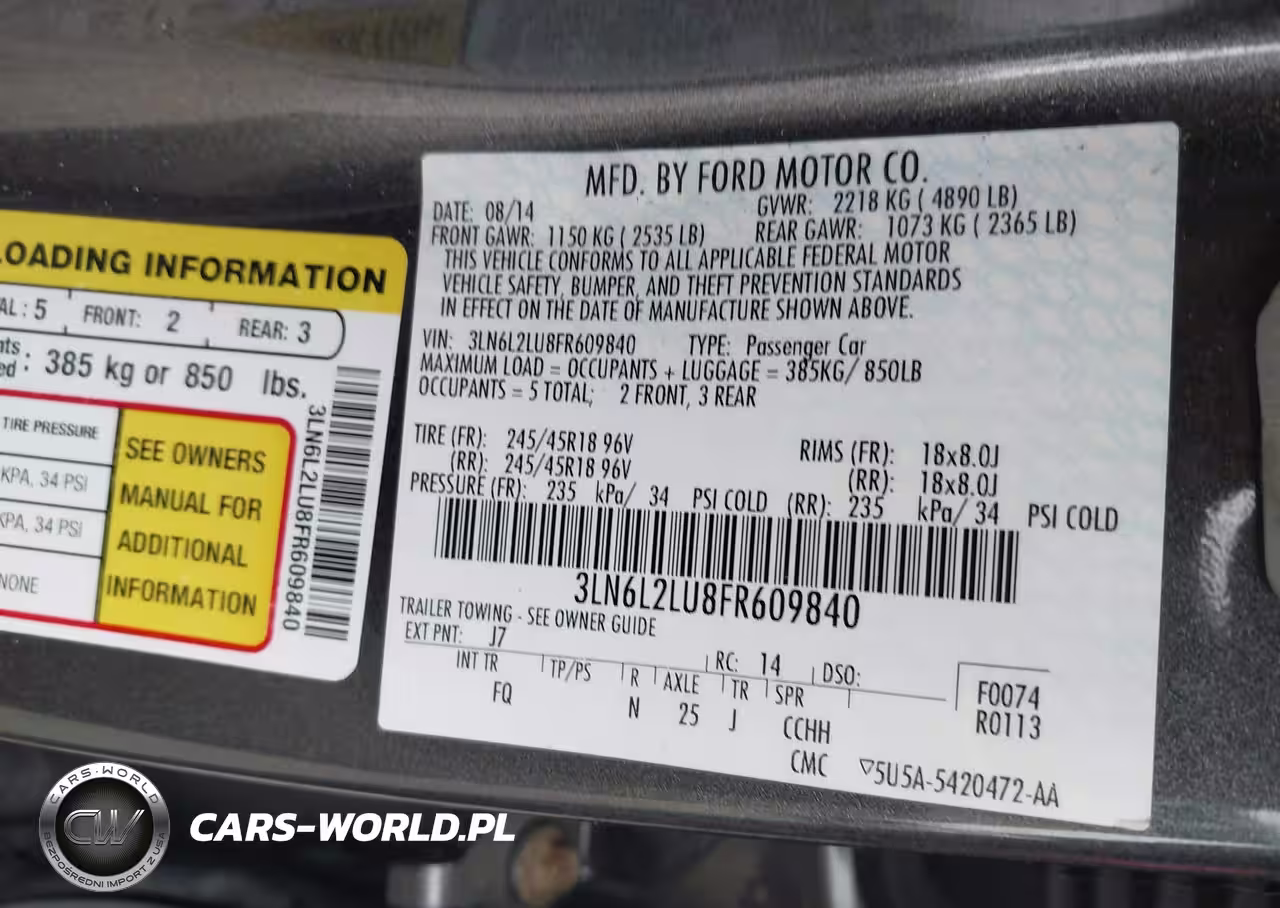 LOADING INFORMATION
AL: 5 FRONT: 2 REAR: 3
nts
ed : 385 kg or 850 lbs.
TIRE PRESSURE
KPA, 34 PSI
KPA, 34 PSI
NONE
SEE OWNERS
MANUAL FOR
ADDITIONAL
INFORMATION
3LN6L2LU8FR609840
MFD. BY FORD MOTOR CO.
DATE: 08/14 GVWR: 2218 KG ( 4890 LB)
FRONT GAWR: 1150 KG ( 2535 LB) REAR GAWR: 1073 KG ( 2365 LB)
THIS VEHICLE CONFORMS TO ALL APPLICABLE FEDERAL MOTOR
VEHICLE SAFETY, BUMPER, AND THEFT PREVENTION STANDARDS
IN EFFECT ON THE DATE OF MANUFACTURE SHOWN ABOVE.
VIN: 3LN6L2LU8FR609840 TYPE: Passenger Car
MAXIMUM LOAD = OCCUPANTS + LUGGAGE = 385KG/ 850LB
OCCUPANTS = 5 TOTAL; 2 FRONT, 3 REAR
TIRE (FR): 245/45R18 96V RIMS (FR): 18x8.0J
(RR): 245/45R18 96V (RR): 18x8.0J
PRESSURE (FR): 235 kPa/ 34 PSI COLD (RR): 235 kPa/ 34 PSI COLD
3LN6L2LU8FR609840
TRAILER TOWING - SEE OWNER GUIDE
EXT PNT: J7 RC: 14 DSO:
INT TR TP/PS R AXLE TR SPR F0074
FQ N 25 J CCHH R0113
CMC ▽5U5A-5420472-AA
CARS-WORLD
CW
BEZPOŚREDNI IMPORT Z USA
CARS-WORLD.PL